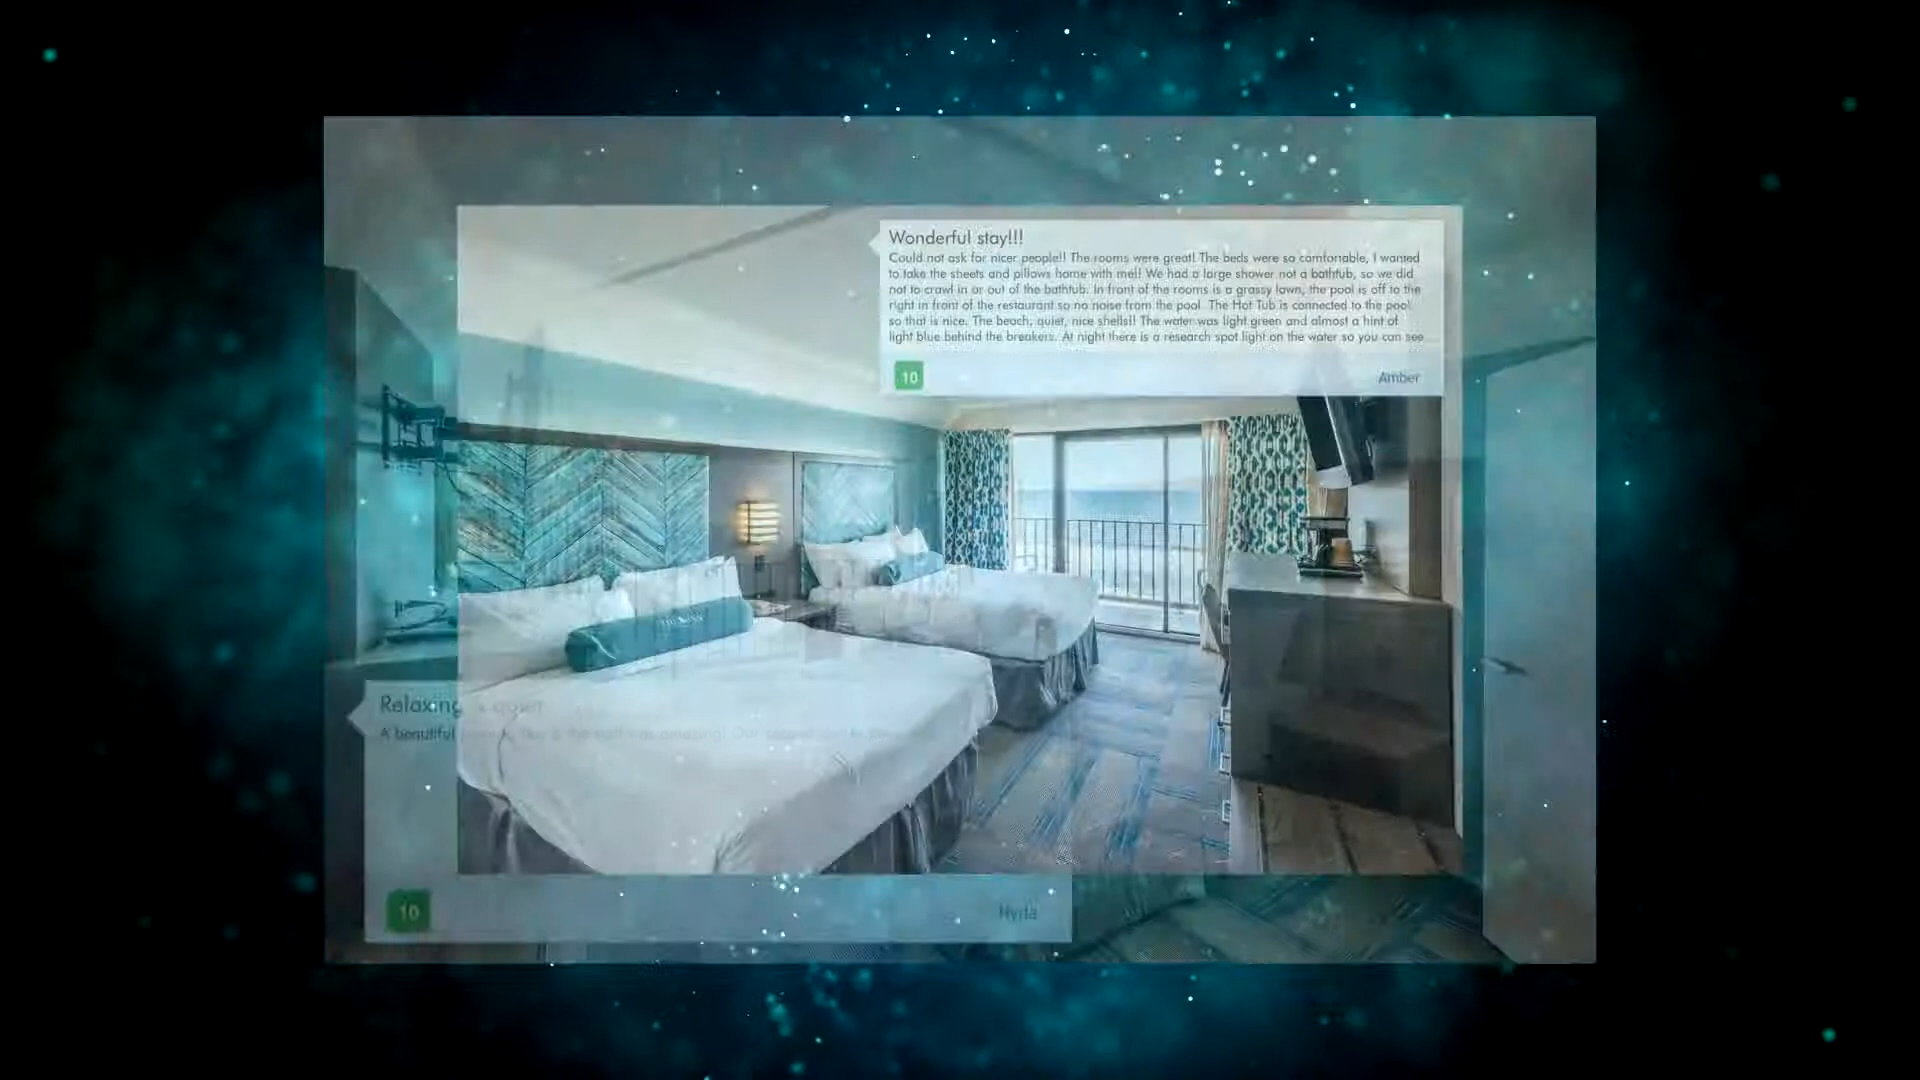 Wonderful stay!!!
Could not ask for nicer people!! The rooms were great! The beds were so comfortable, I wanted
to take the sheets and pillows home with me!! We had a large shower not a bathtub, so we did
not to crawl in or out of the bathtub. In front of the rooms is a grassy lawn, the pool is off to the
right in front of the restaurant so no noise from the pool. The Hot Tub is connected to the pool
so that is nice. The beach, quiet, nice shells!! The water was light green and almost a hint of
light blue behind the breakers. At night there is a research spot light on the water so you can see
10
Amber
Relaxing
A beautiful
10